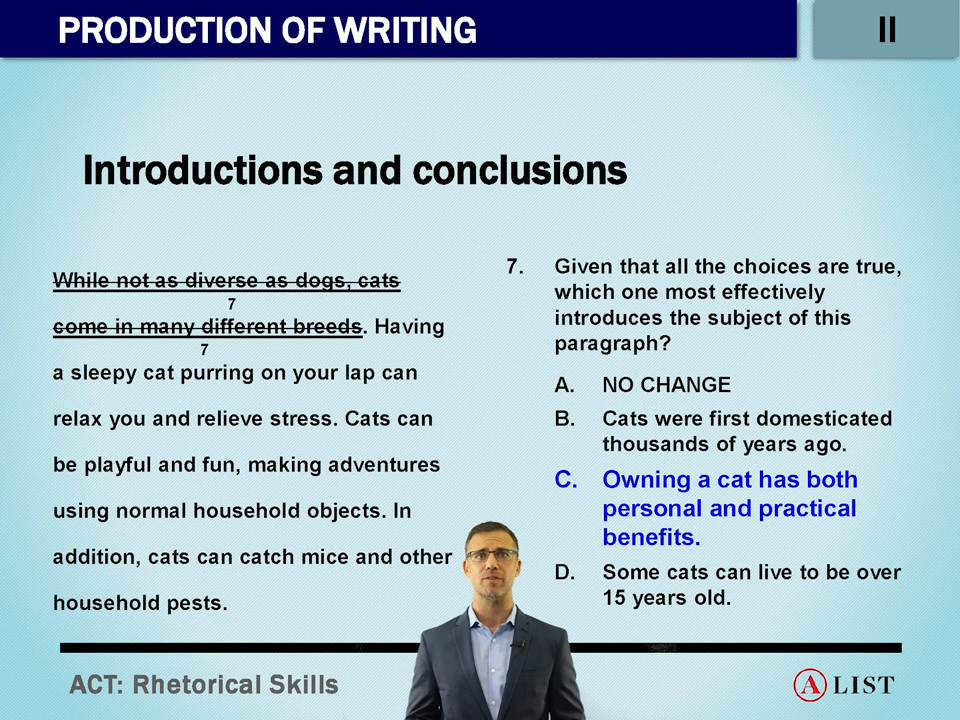 PRODUCTION OF WRITING
II
Introductions and conclusions
While not as diverse as dogs, cats
7
come in many different breeds. Having
7
a sleepy cat purring on your lap can
relax you and relieve stress. Cats can
be playful and fun, making adventures
using normal household objects. In
addition, cats can catch mice and other
household pests.
7. Given that all the choices are true,
which one most effectively
introduces the subject of this
paragraph?
A. NO CHANGE
B. Cats were first domesticated
thousands of years ago.
C. Owning a cat has both
personal and practical
benefits.
D. Some cats can live to be over
15 years old.
ACT: Rhetorical Skills
A LIST